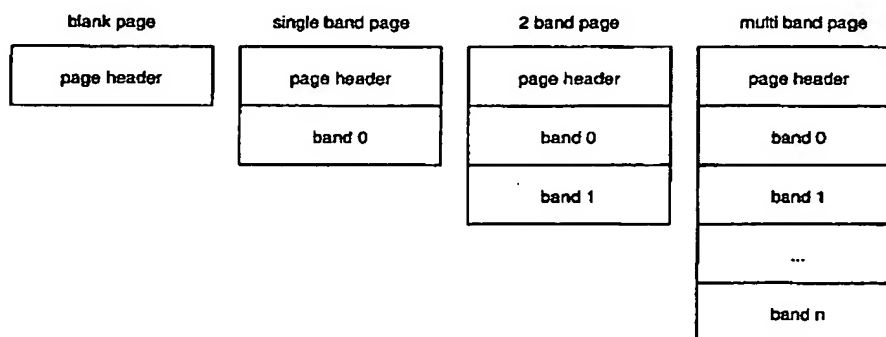 blank page
page header
single band page
page header
band 0
2 band page
page header
band 0
band 1
multi band page
page header
band 0
band 1
...
band n